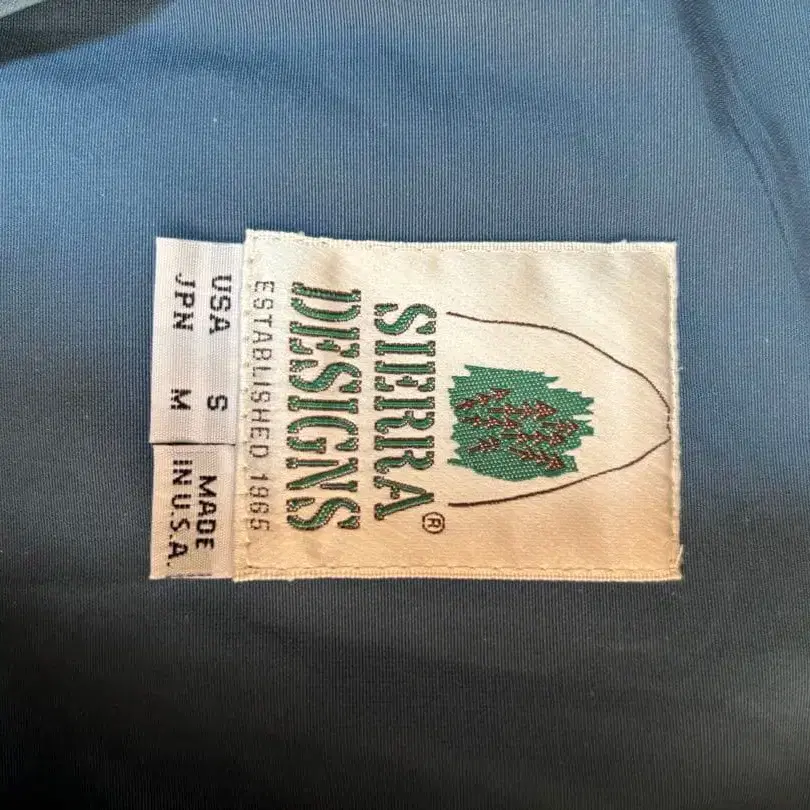 SIERRA
DESIGNS®
ESTABLISHED 1965
USA S
JPN M
MADE
IN U.S.A.